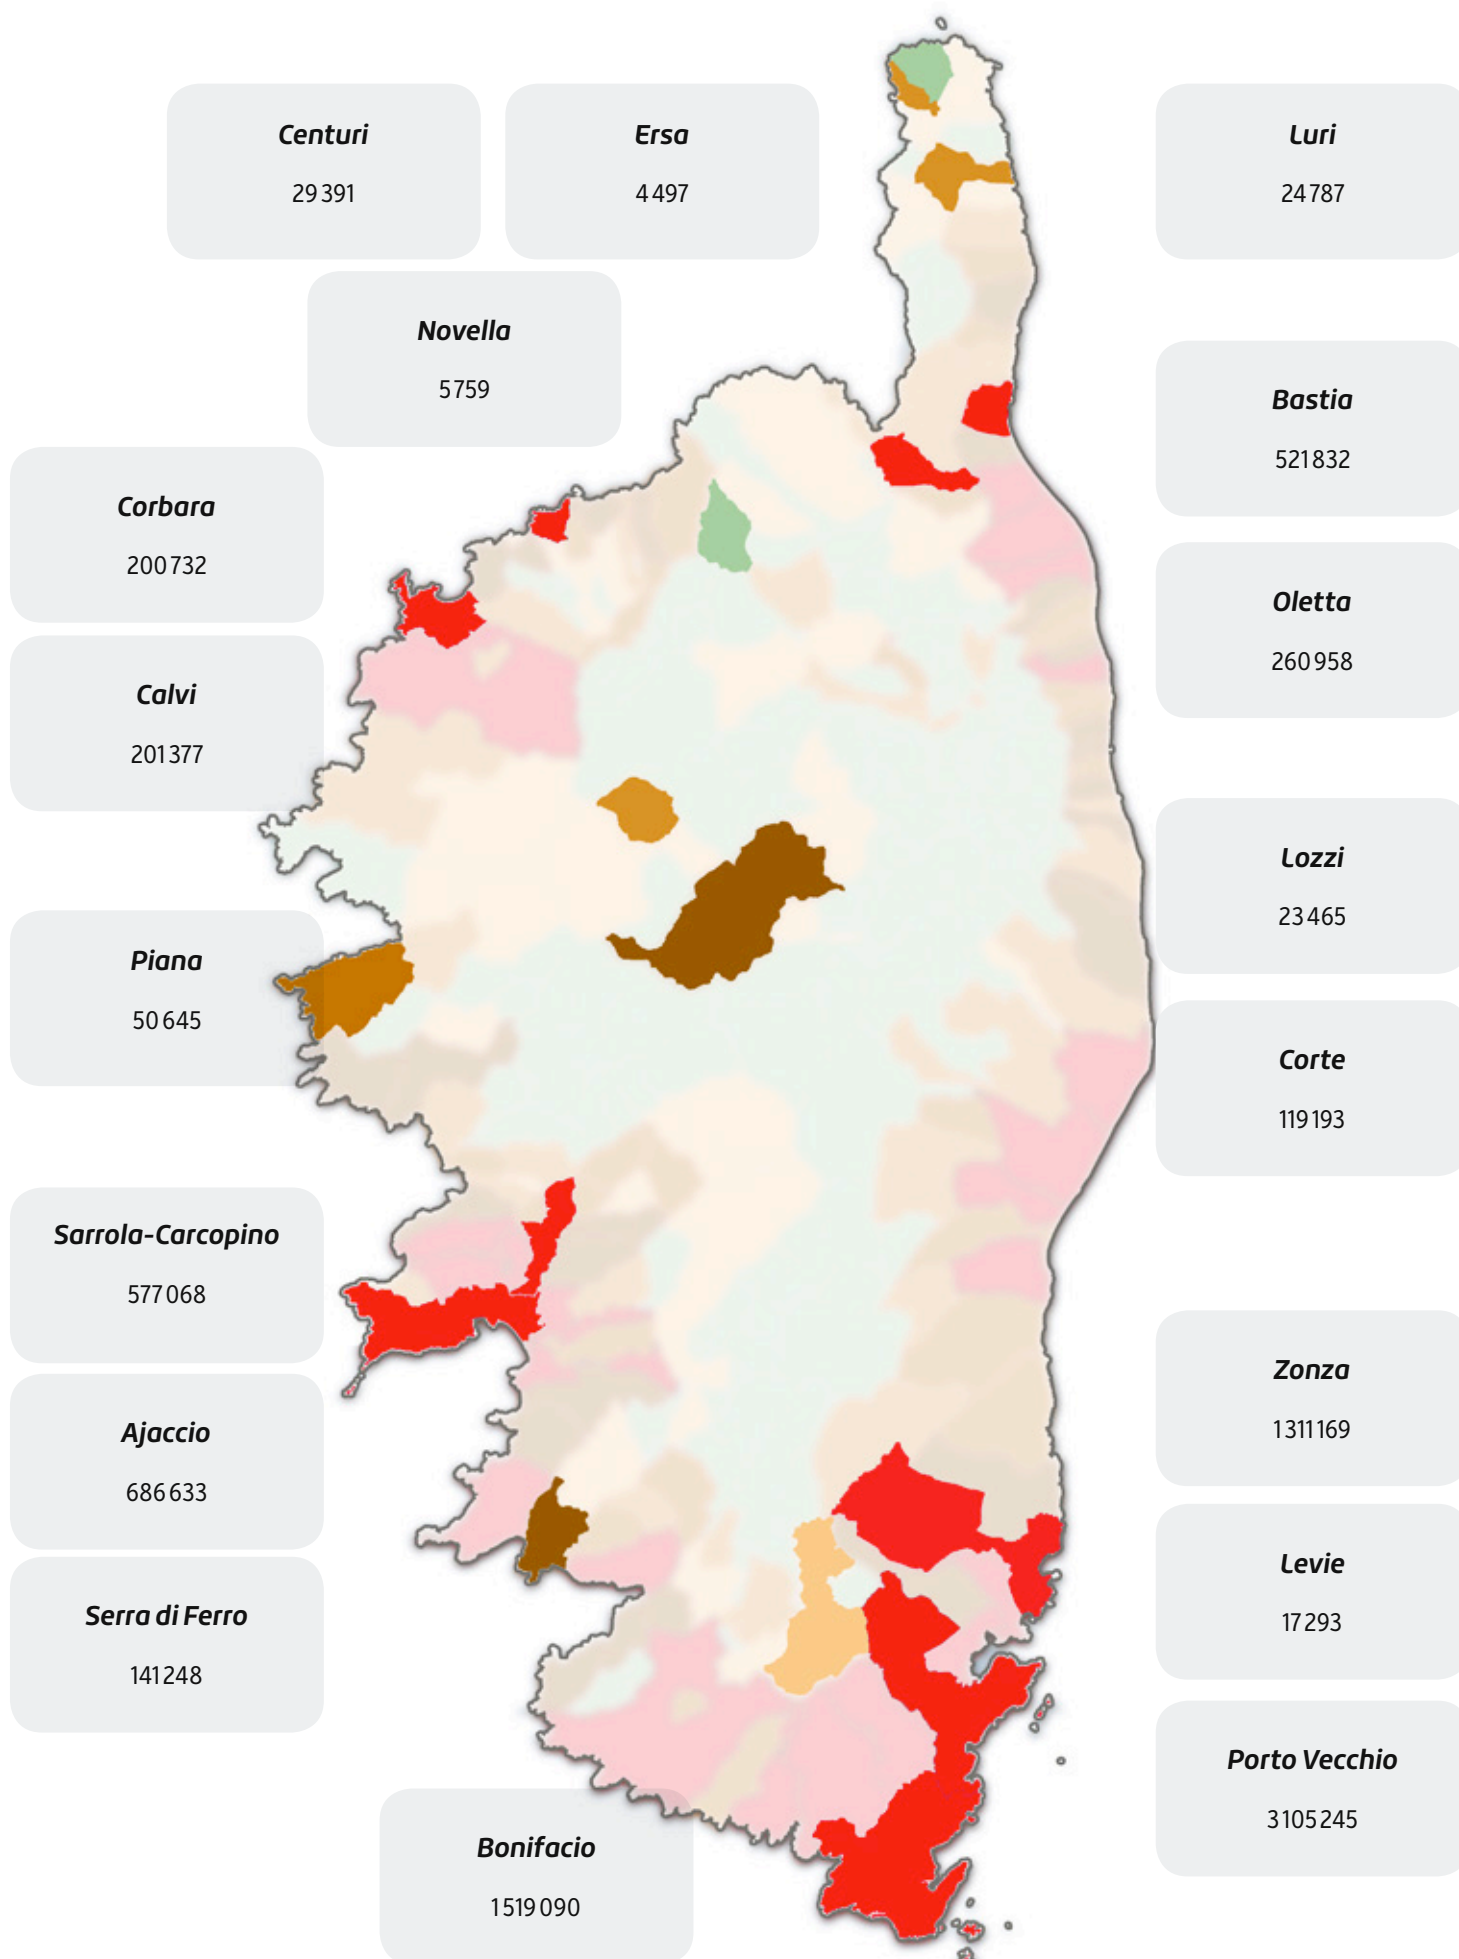 Centuri
29 391
Ersa
4 497
Luri
24 787
Novella
5 759
Bastia
521 832
Corbara
200 732
Oletta
260 958
Calvi
201 377
Lozzi
23 465
Piana
50 645
Corte
119 193
Sarrola-Carcopino
577 068
Zonza
1 311 169
Ajaccio
686 633
Levie
17 293
Serra di Ferro
141 248
Porto Vecchio
3 105 245
Bonifacio
1 519 090